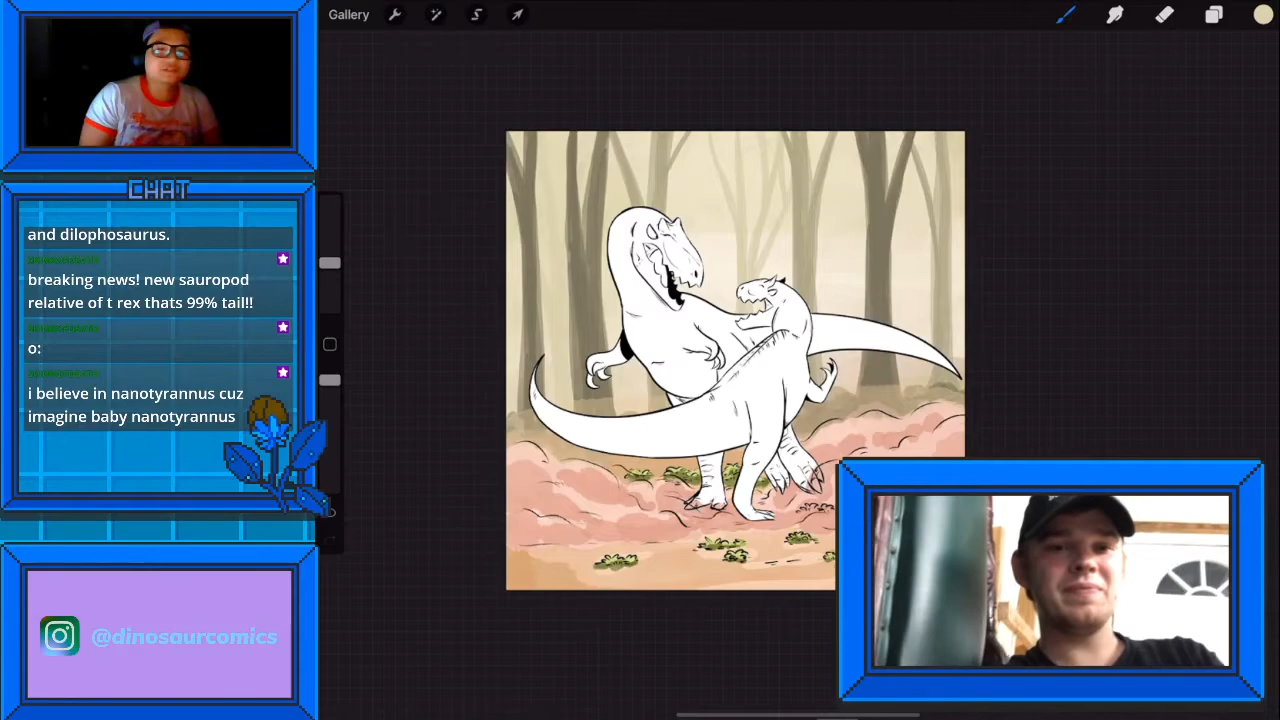 Gallery
CHAT
and dilophosaurus.
breaking news! new sauropod
relative of t rex thats 99% tail!!
o:
i believe in nanotyrannus cuz
imagine baby nanotyrannus
@dinosaurcomics